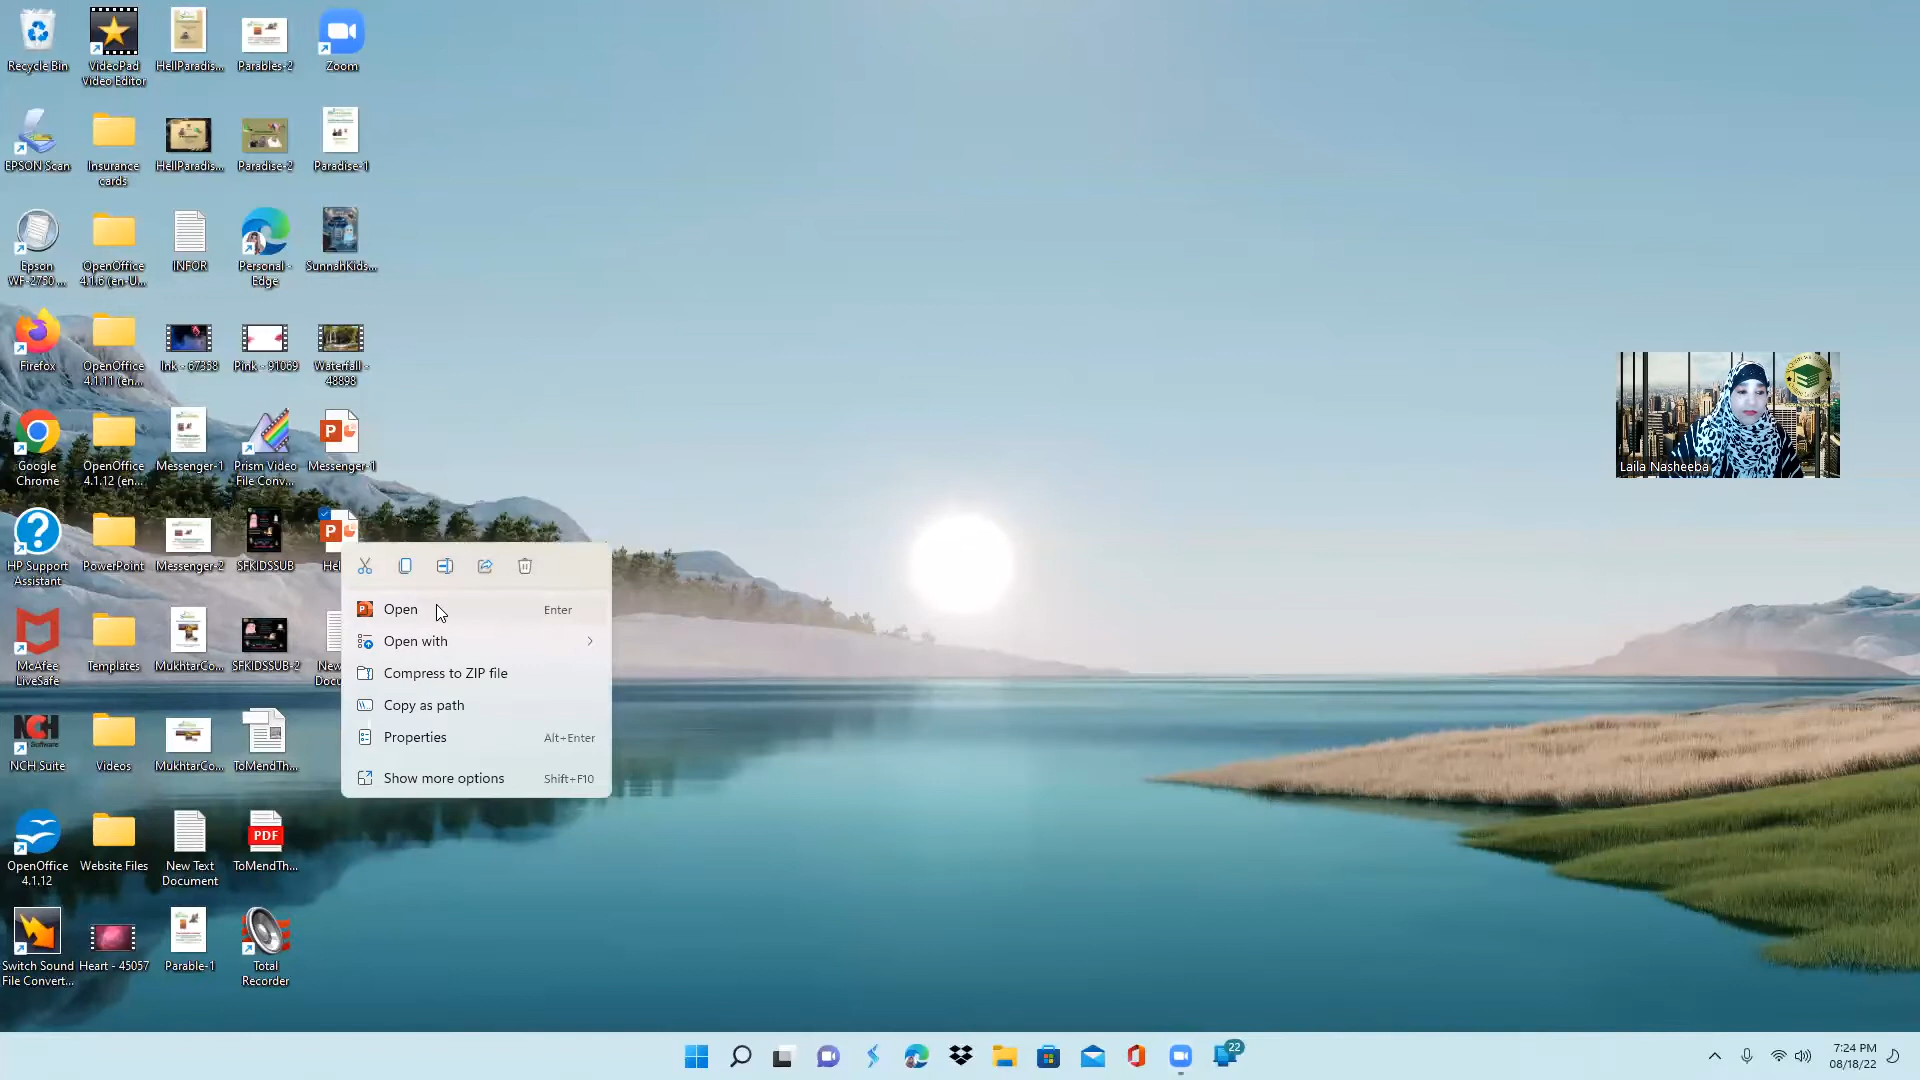 Recycle Bin
VideoPad
Video Editor
HellParadis...
Parables-2
Zoom
EPSON Scan
Insurance
cards
HellParadis...
Paradise-2
Paradise-1
Epson
WF-2750 ...
OpenOffice
4.1.6 (en-U...
INFOR
Personal -
Edge
SunnahKids...
Firefox
OpenOffice
4.1.11 (en...
Ink - 67358
Pink - 91069
Waterfall -
48898
Google
Chrome
OpenOffice
4.1.12 (en...
Messenger-1
Prism Video
File Conv...
Messenger-1
HP Support
Assistant
PowerPoint
Messenger-2
SFKIDSSUB
Hel
McAfee
LiveSafe
Templates
MukhtarCo...
SFKIDSSUB-2
New
Docu
NCH Suite
Videos
MukhtarCo...
ToMendTh...
OpenOffice
4.1.12
Website Files
New Text
Document
PDF
ToMendTh...
Switch Sound
File Convert...
Heart - 45057
Parable-1
Total
Recorder
Open Enter
Open with
Compress to ZIP file
Copy as path
Properties Alt+Enter
Show more options Shift+F10
Laila Nasheeba
22
7:24 PM
08/18/22